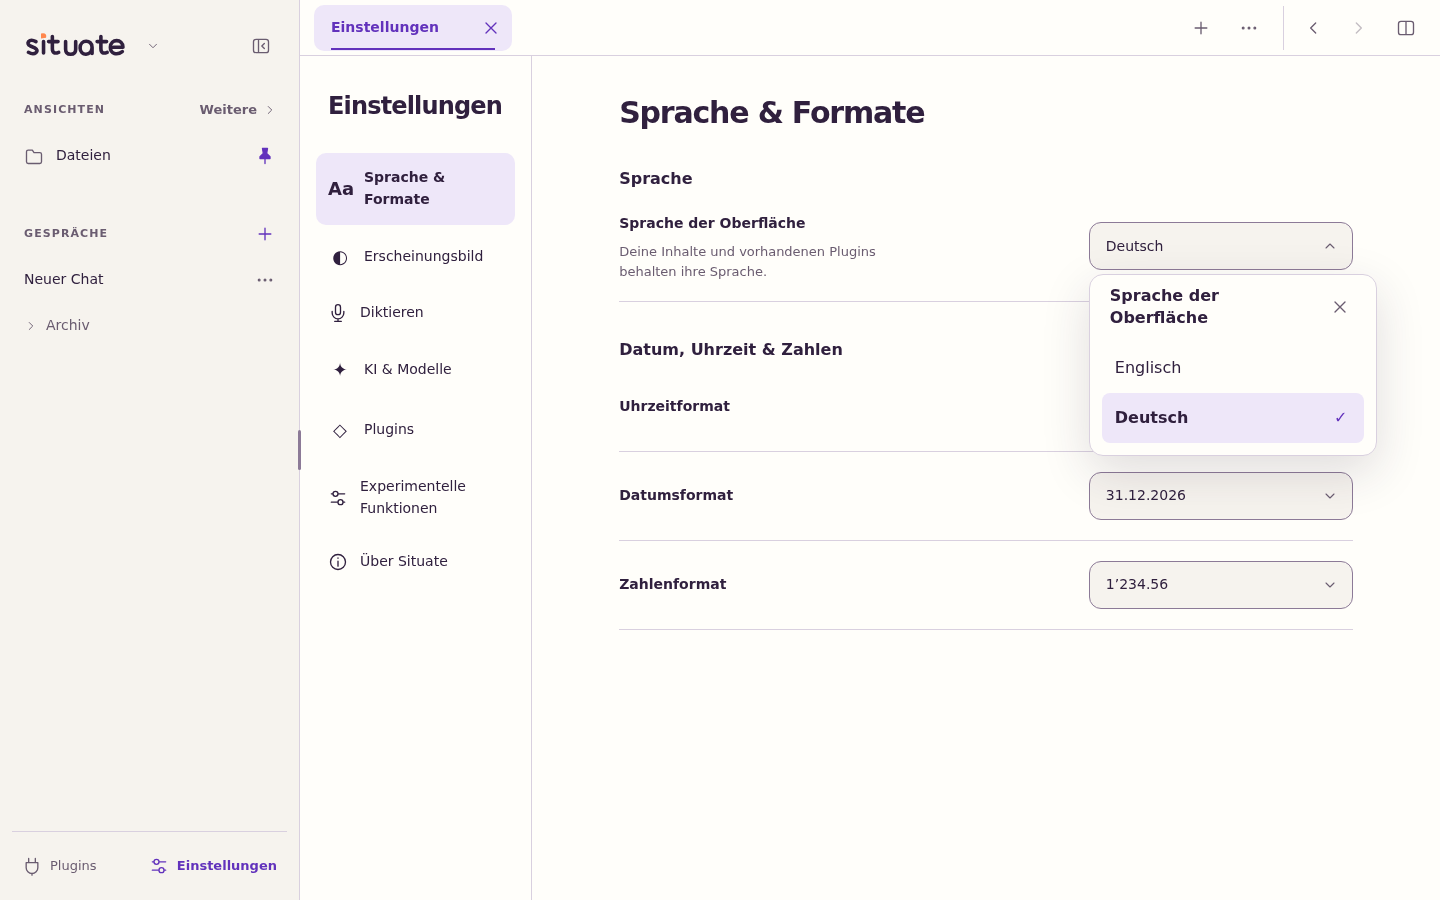 situate
ANSICHTEN
Weitere
Dateien
GESPRÄCHE
Neuer Chat
Archiv
Plugins
Einstellungen
Einstellungen
Einstellungen
Aa
Sprache &
Formate
Erscheinungsbild
Diktieren
KI & Modelle
Plugins
Experimentelle
Funktionen
Über Situate
Sprache & Formate
Sprache
Sprache der Oberfläche
Deine Inhalte und vorhandenen Plugins
behalten ihre Sprache.
Deutsch
Sprache der
Oberfläche
Englisch
Deutsch
Datum, Uhrzeit & Zahlen
Uhrzeitformat
Datumsformat
31.12.2026
Zahlenformat
1’234.56